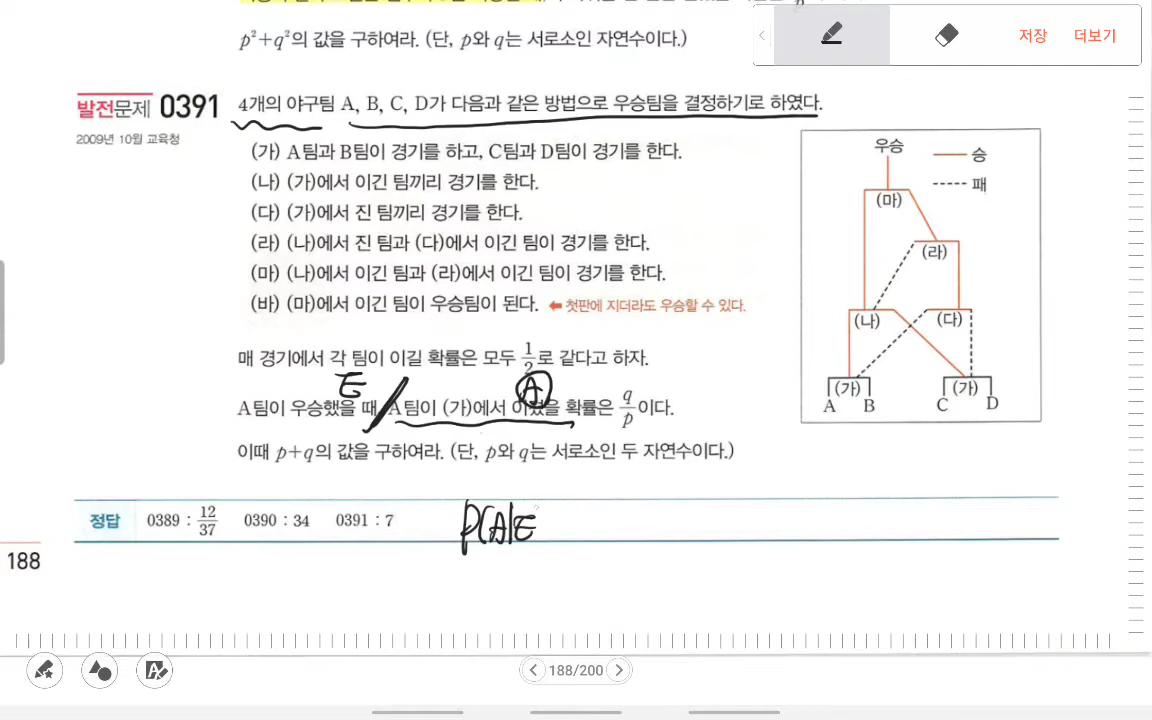 p²+q²의 값을 구하여라. (단, p와 q는 서로소인 자연수이다.)
저장 더보기
발전문제 0391
2009년 10월 교육청
4개의 야구팀 A, B, C, D가 다음과 같은 방법으로 우승팀을 결정하기로 하였다.
(가) A팀과 B팀이 경기를 하고, C팀과 D팀이 경기를 한다.
(나) (가)에서 이긴 팀끼리 경기를 한다.
(다) (가)에서 진 팀끼리 경기를 한다.
(라) (나)에서 진 팀과 (다)에서 이긴 팀이 경기를 한다.
(마) (나)에서 이긴 팀과 (라)에서 이긴 팀이 경기를 한다.
(바) (마)에서 이긴 팀이 우승팀이 된다. ← 첫판에 지더라도 우승할 수 있다.
매 경기에서 각 팀이 이길 확률은 모두 1/2로 같다고 하자.
E A
A팀이 우승했을 때, A팀이 (가)에서 이겼을 확률은 q/p이다.
이때 p+q의 값을 구하여라. (단, p와 q는 서로소인 두 자연수이다.)
우승
승
패
(마)
(라)
(나) (다)
(가) (가)
A B C D
정답 0389 : 12/37 0390 : 34 0391 : 7
P(A|E
188
188/200